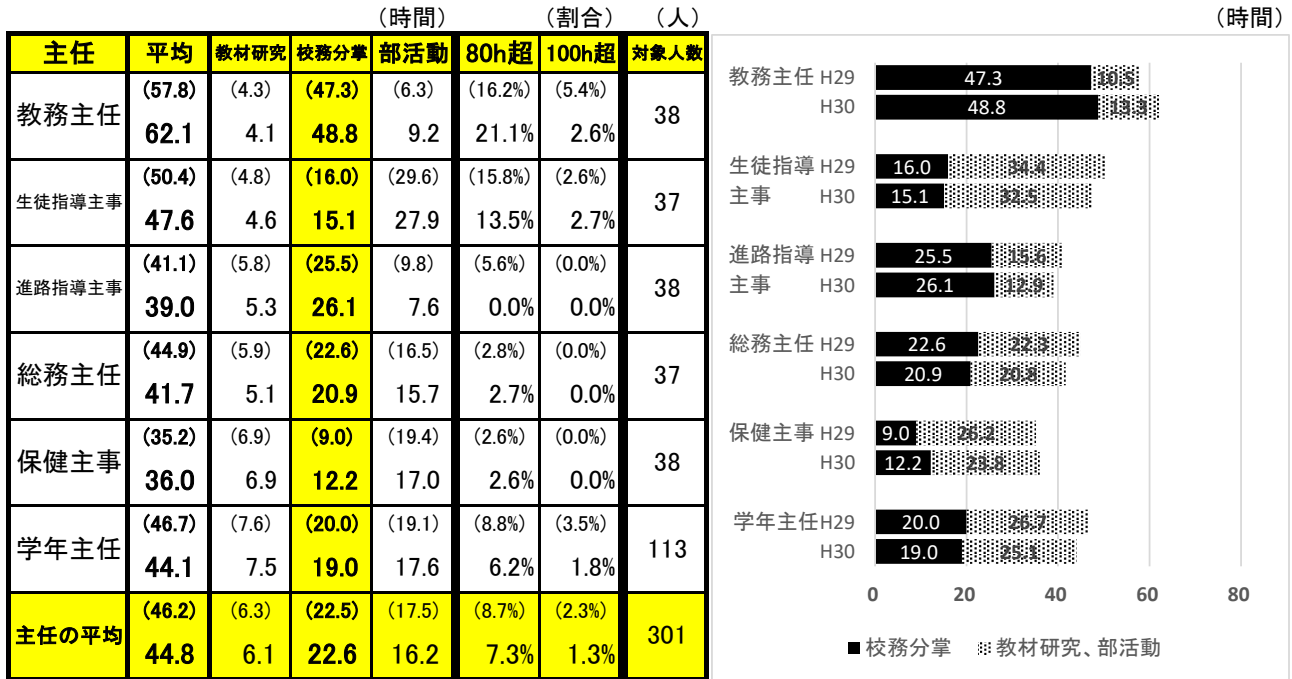 （時間） （割合） （人）
主任 平均 教材研究 校務分掌 部活動 80h超 100h超 対象人数
教務主任 (57.8) (4.3) (47.3) (6.3) (16.2%) (5.4%) 38
62.1 4.1 48.8 9.2 21.1% 2.6%
生徒指導主事 (50.4) (4.8) (16.0) (29.6) (15.8%) (2.6%) 37
47.6 4.6 15.1 27.9 13.5% 2.7%
進路指導主事 (41.1) (5.8) (25.5) (9.8) (5.6%) (0.0%) 38
39.0 5.3 26.1 7.6 0.0% 0.0%
総務主任 (44.9) (5.9) (22.6) (16.5) (2.8%) (0.0%) 37
41.7 5.1 20.9 15.7 2.7% 0.0%
保健主事 (35.2) (6.9) (9.0) (19.4) (2.6%) (0.0%) 38
36.0 6.9 12.2 17.0 2.6% 0.0%
学年主任 (46.7) (7.6) (20.0) (19.1) (8.8%) (3.5%) 113
44.1 7.5 19.0 17.6 6.2% 1.8%
主任の平均 (46.2) (6.3) (22.5) (17.5) (8.7%) (2.3%) 301
44.8 6.1 22.6 16.2 7.3% 1.3%
（時間）
教務主任 H29 47.3 10.5
H30 48.8 13.3
生徒指導 H29 16.0 34.4
主事 H30 15.1 32.5
進路指導 H29 25.5 15.6
主事 H30 26.1 12.9
総務主任 H29 22.6 22.3
H30 20.9 20.8
保健主事 H29 9.0 26.2
H30 12.2 23.8
学年主任H29 20.0 26.7
H30 19.0 25.1
0 20 40 60 80
校務分掌 教材研究、部活動